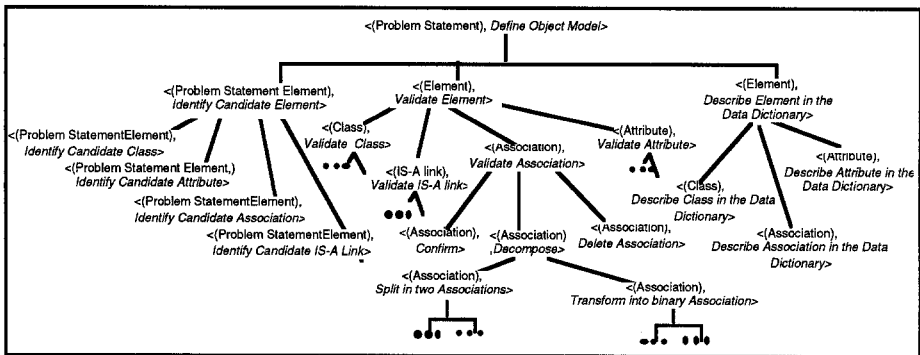 <(Problem Statement), Define Object Model>
<(Problem Statement Element),
Identify Candidate Element>
<(Element),
Validate Element>
<(Element),
Describe Element in the
Data Dictionary>
<(Problem StatementElement),
Identify Candidate Class>
<(Problem Statement Element,)
Identify Candidate Attribute>
<(Problem StatementElement),
Identify Candidate Association>
<(Problem StatementElement),
Identify Candidate IS-A Link>
<(Class),
Validate Class>
<(IS-A link),
Validate IS-A link>
<(Association),
Validate Association>
<(Attribute),
Validate Attribute>
<(Class),
Describe Class in the Data
Dictionary>
<(Attribute),
Describe Attribute in the
Data Dictionary>
<(Association),
Describe Association in the Data
Dictionary>
<(Association),
Confirm>
<(Association)
,Decompose>
<(Association),
Delete Association>
<(Association),
Split in two Associations>
<(Association),
Transform into binary Association>